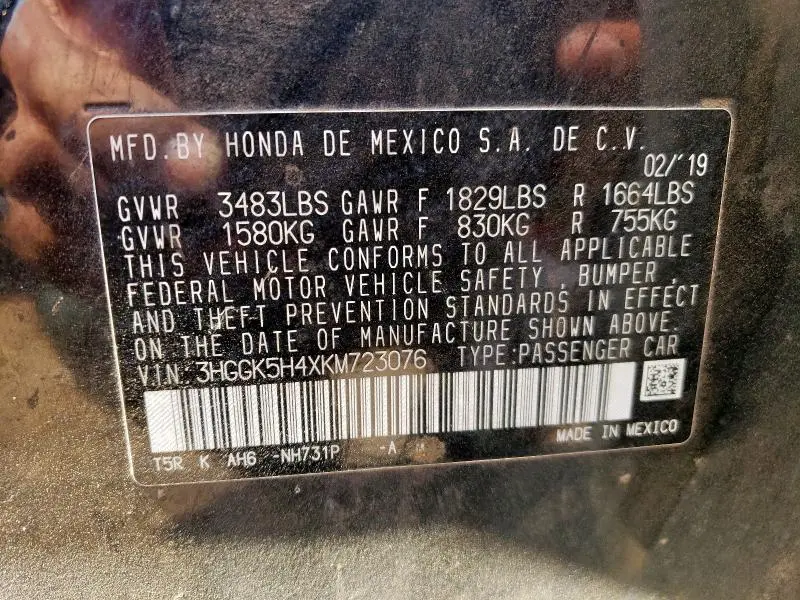 MFD.BY HONDA DE MEXICO S.A. DE C.V.
02/'19
GVWR 3483LBS GAWR F 1829LBS R 1664LBS
GVWR 1580KG GAWR F 830KG R 755KG
THIS VEHICLE CONFORMS TO ALL APPLICABLE
FEDERAL MOTOR VEHICLE SAFETY , BUMPER ,
AND THEFT PREVENTION STANDARDS IN EFFECT
ON THE DATE OF MANUFACTURE SHOWN ABOVE.
VIN: 3HGGK5H4XKM723076 TYPE:PASSENGER CAR
T5R K AH6 -NH731P -A MADE IN MEXICO